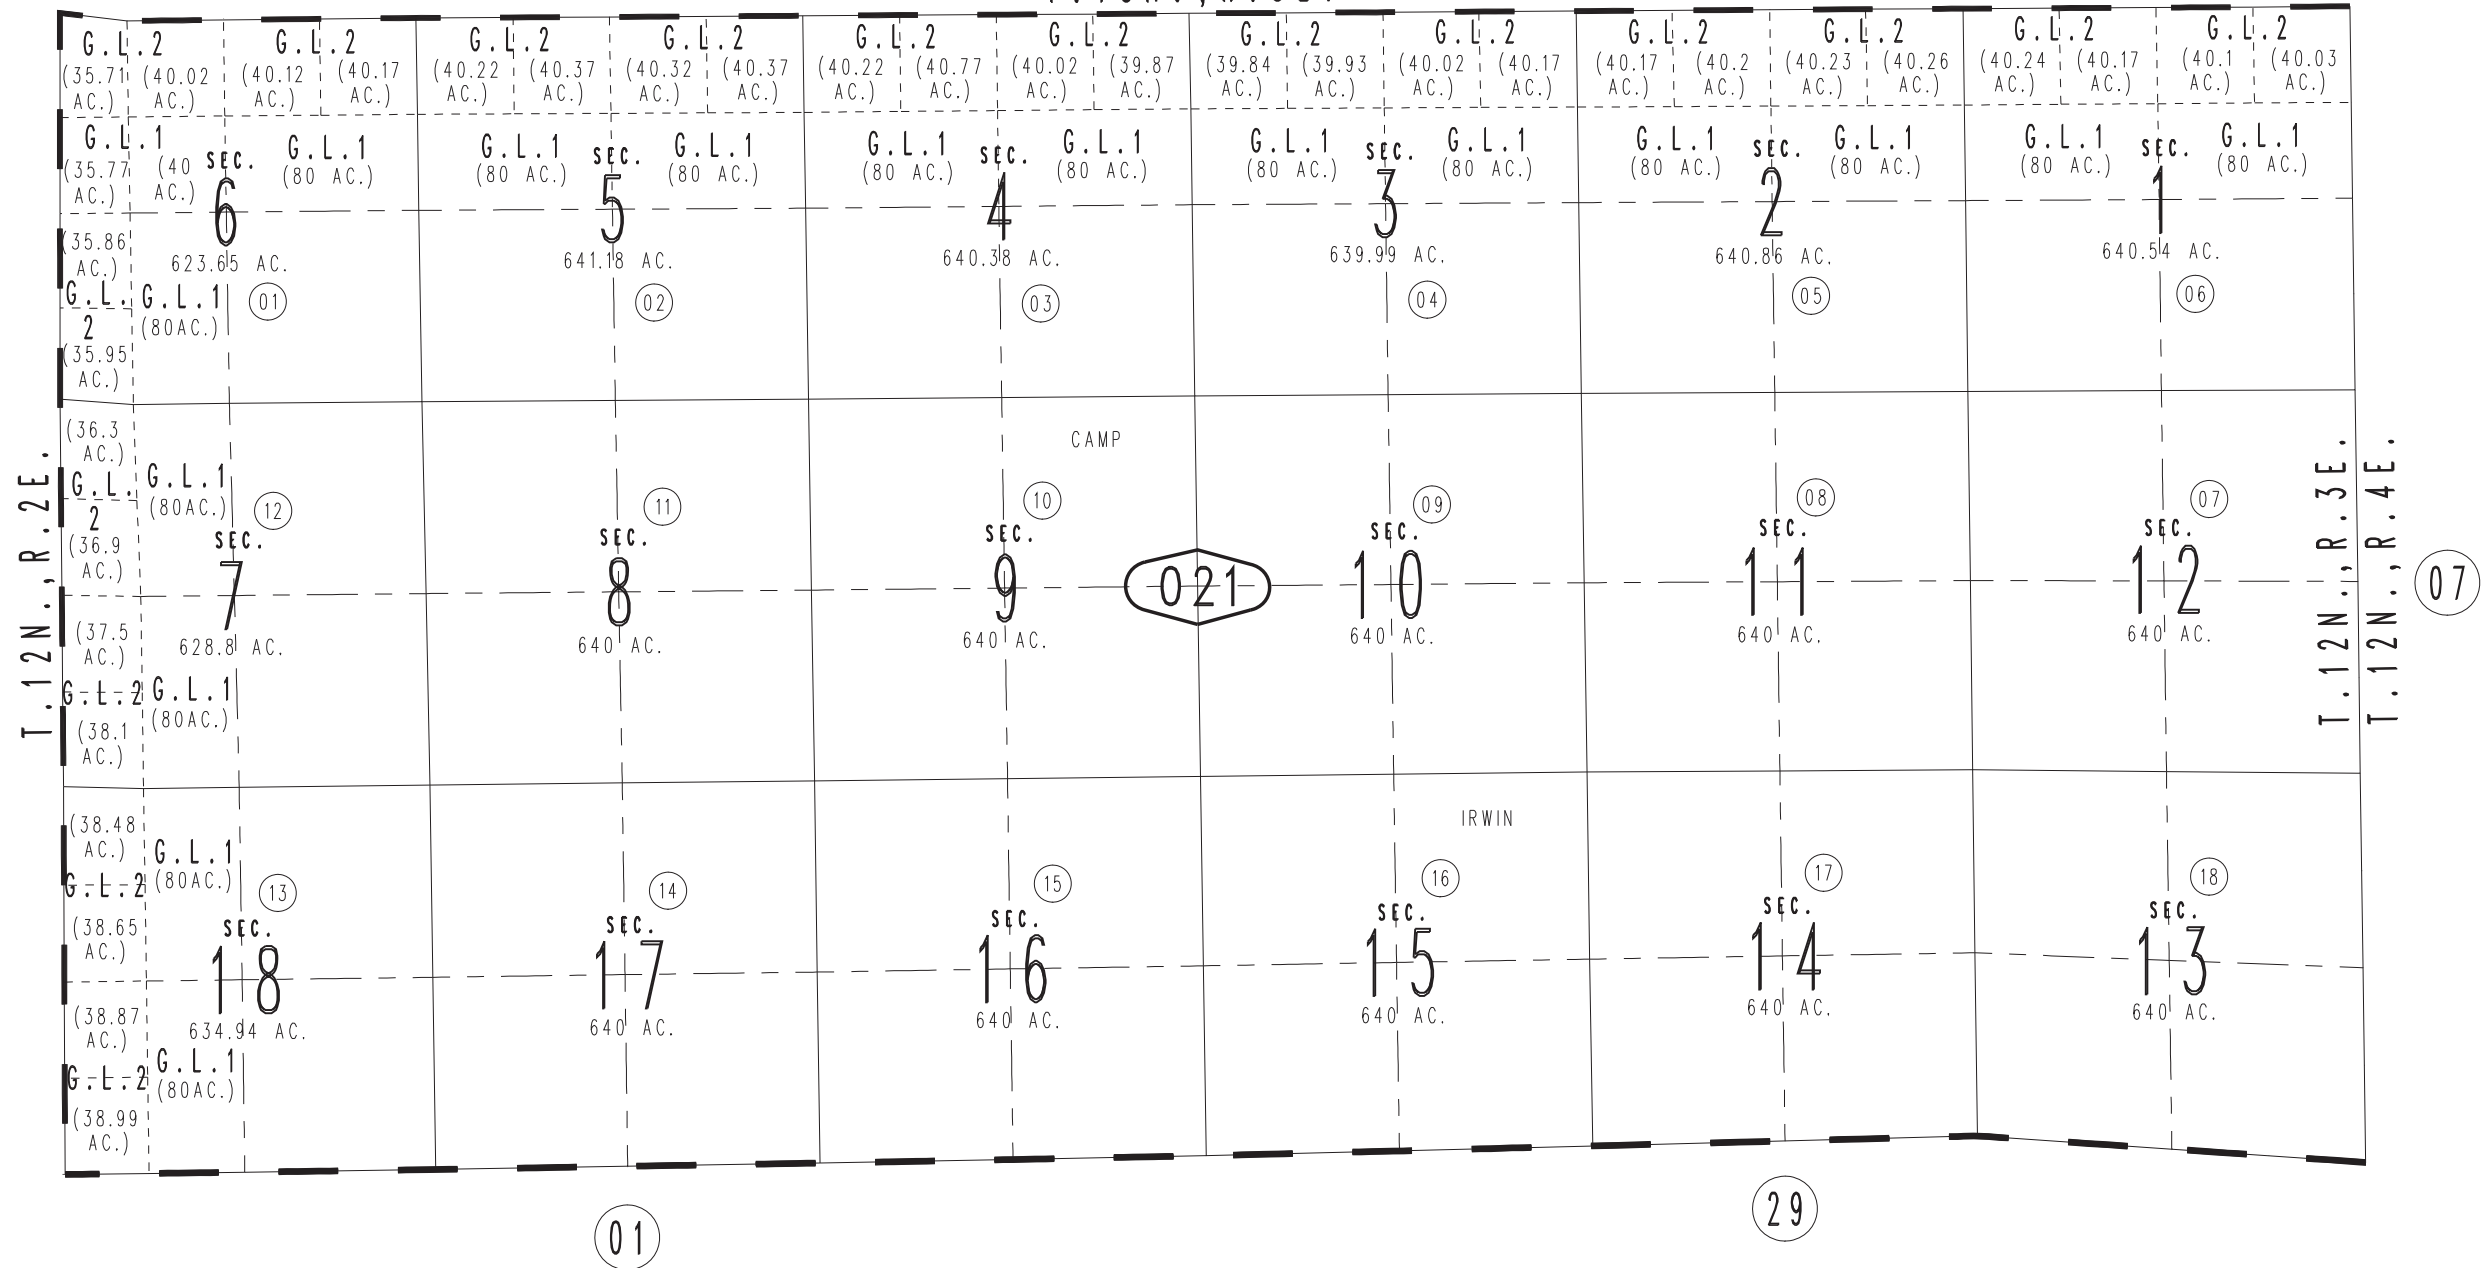 G.L.2 G.L.2 G.L.2 G.L.2 G.L.2 G.L.2 G.L.2 G.L.2 G.L.2 G.L.2 G.L.2 G.L.2
(35.71 AC.) (40.02 AC.) (40.12 AC.) (40.17 AC.) (40.22 AC.) (40.37 AC.) (40.32 AC.) (40.37 AC.) (40.22 AC.) (40.77 AC.) (40.02 AC.) (39.87 AC.) (39.84 AC.) (39.93 AC.) (40.02 AC.) (40.17 AC.) (40.17 AC.) (40.2 AC.) (40.23 AC.) (40.26 AC.) (40.24 AC.) (40.17 AC.) (40.1 AC.) (40.03 AC.)
G.L.1 G.L.1 G.L.1 G.L.1 G.L.1 G.L.1 G.L.1 G.L.1 G.L.1 G.L.1 G.L.1 G.L.1
(35.77 AC.) (40 AC.) (80 AC.) (80 AC.) (80 AC.) (80 AC.) (80 AC.) (80 AC.) (80 AC.) (80 AC.) (80 AC.) (80 AC.) (80 AC.)
SEC. 6 SEC. 5 SEC. 4 SEC. 3 SEC. 2 SEC. 1
(35.86 AC.)
623.65 AC. 641.18 AC. 640.38 AC. 639.99 AC. 640.86 AC. 640.54 AC.
G.L. 2 G.L.1 01 02 03 04 05 06
(80AC.)
(35.95 AC.)
(36.3 AC.)
CAMP
G.L. 2 G.L.1
(80AC.) 12 11 10 09 08 07
(36.9 AC.)
SEC. 7 SEC. 8 SEC. 9 021 SEC. 10 SEC. 11 SEC. 12
T.12N.,R.2E. T.12N.,R.3E. T.12N.,R.4E. 07
(37.5 AC.)
628.8 AC. 640 AC. 640 AC. 640 AC. 640 AC. 640 AC.
G.L.2 G.L.1
(80AC.)
(38.1 AC.)
IRWIN
(38.48 AC.) G.L.1
G.L.2 (80AC.) 13 14 15 16 17 18
(38.65 AC.)
SEC. 18 SEC. 17 SEC. 16 SEC. 15 SEC. 14 SEC. 13
(38.87 AC.)
634.94 AC. 640 AC. 640 AC. 640 AC. 640 AC. 640 AC.
G.L.2 G.L.1
(80AC.)
(38.99 AC.)
01 29